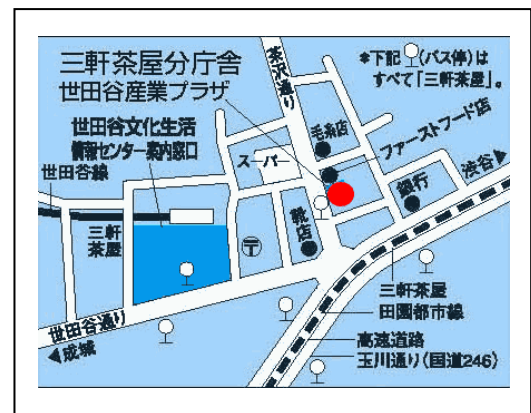 三軒茶屋分庁舎
世田谷産業プラザ
世田谷文化生活
情報センター案内窓口
世田谷線
三軒
茶屋
茶沢通り
*下記 (バス停)は
すべて「三軒茶屋」。
毛糸店
ファーストフード店
スーパー
銀行
渋谷
靴店
〒
世田谷通り
成城
三軒茶屋
田園都市線
高速道路
玉川通り(国道246)